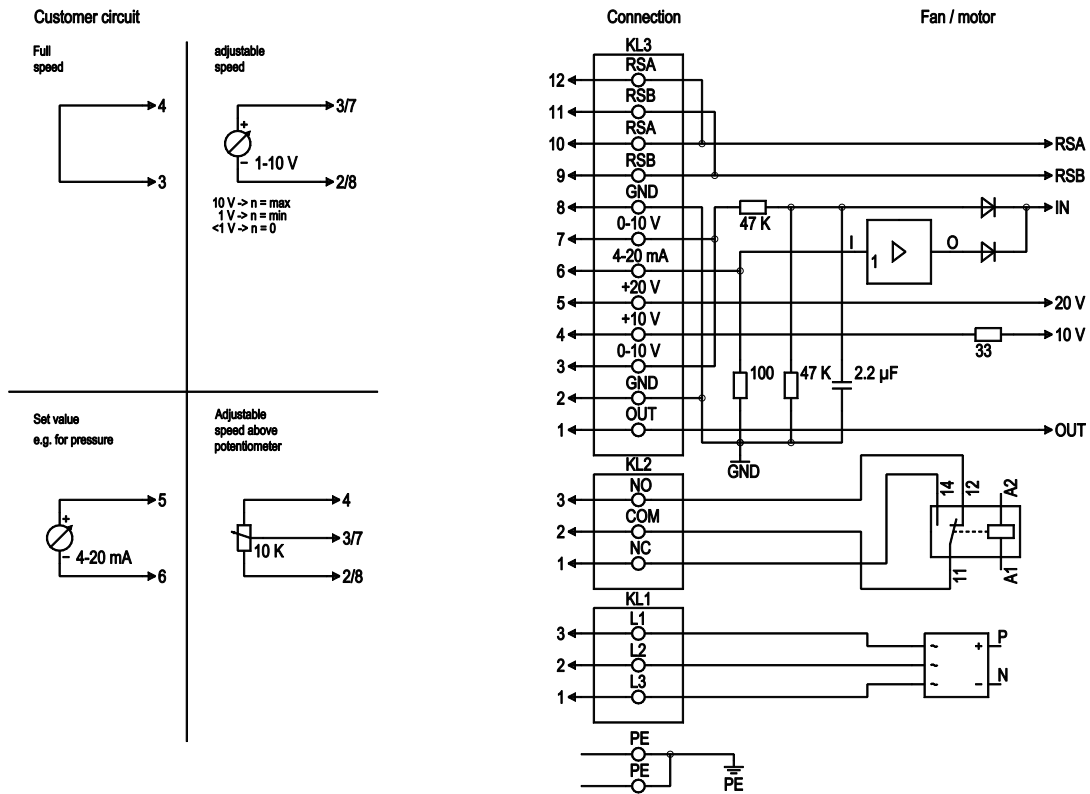 Customer circuit
Connection
Fan / motor
Full
speed
4
3
adjustable
speed
3/7
+
1-10 V
–
2/8
10 V -> n = max
1 V -> n = min
<1 V -> n = 0
Set value
e.g. for pressure
5
+
4-20 mA
–
6
Adjustable
speed above
potentiometer
4
3/7
10 K
2/8
KL3
RSA
12
RSB
11
RSA
10
RSA
RSB
9
RSB
GND
8
IN
0-10 V
7
47 K
4-20 mA
6
I
1
O
+20 V
5
20 V
+10 V
4
10 V
33
0-10 V
3
100
47 K
2.2 µF
GND
2
OUT
1
OUT
GND
KL2
NO
3
COM
2
NC
1
14
12
A2
11
A1
KL1
L1
3
L2
2
L3
1
~
~
~
+
–
P
N
PE
PE
PE